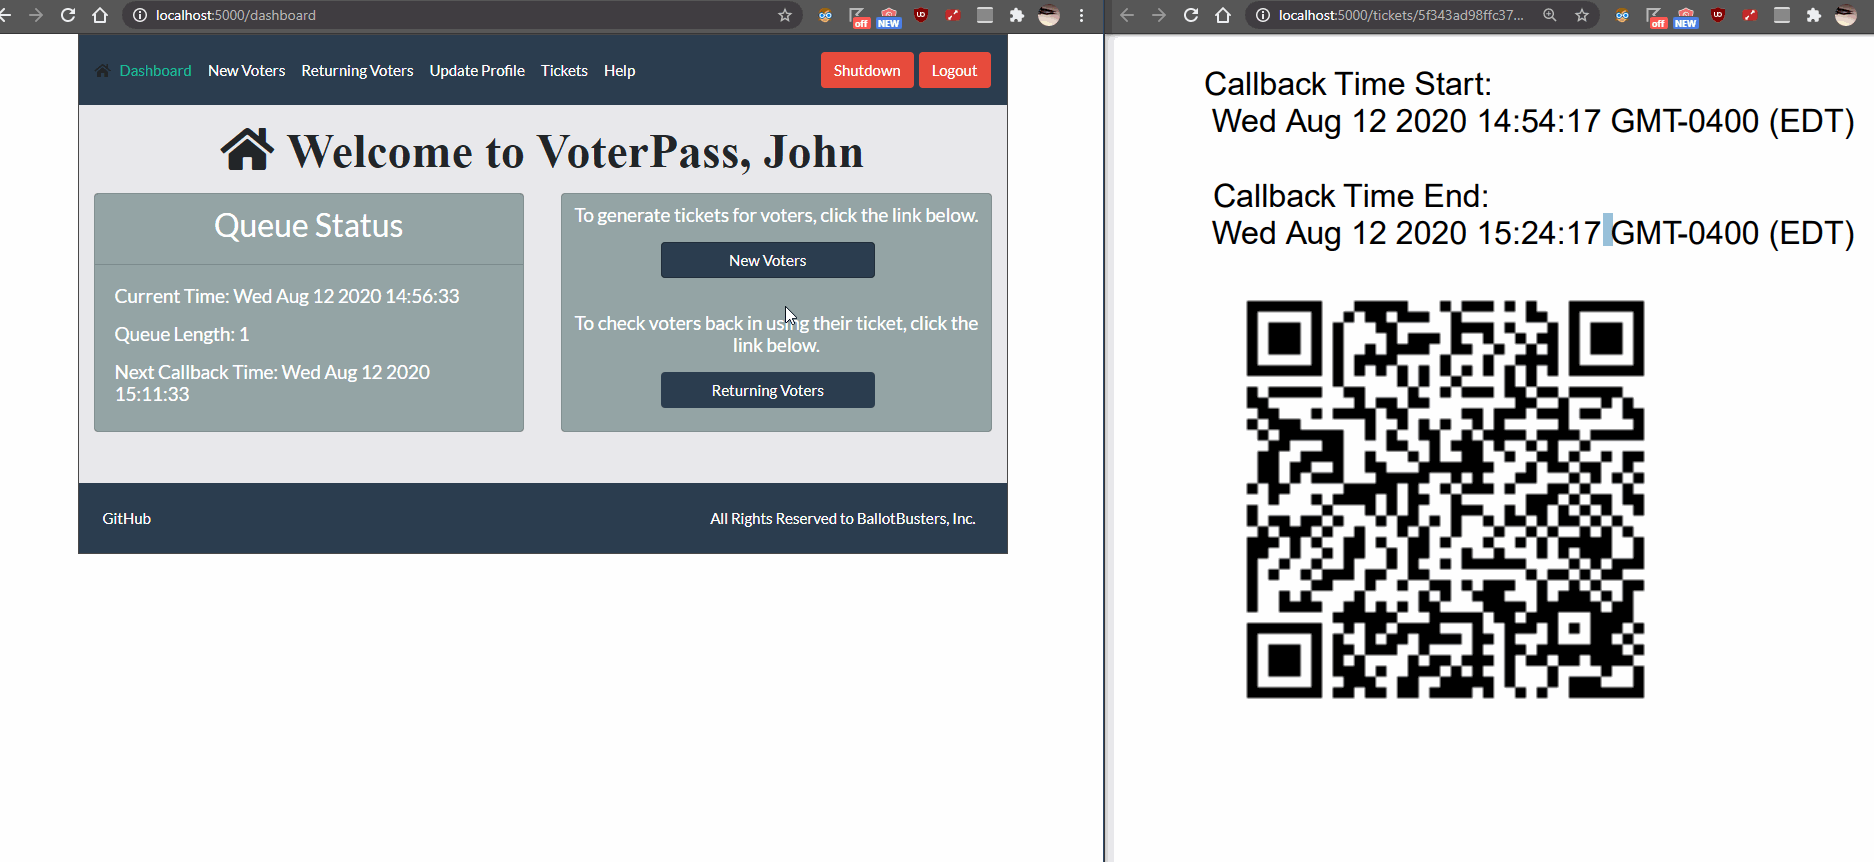 localhost:5000/dashboard
off
NEW
Dashboard New Voters Returning Voters Update Profile Tickets Help Shutdown Logout
Welcome to VoterPass, John
Queue Status
Current Time: Wed Aug 12 2020 14:56:33
Queue Length: 1
Next Callback Time: Wed Aug 12 2020
15:11:33
To generate tickets for voters, click the link below.
New Voters
To check voters back in using their ticket, click the
link below.
Returning Voters
GitHub
All Rights Reserved to BallotBusters, Inc.
localhost:5000/tickets/5f343ad98ffc37...
off
NEW
Callback Time Start:
Wed Aug 12 2020 14:54:17 GMT-0400 (EDT)
Callback Time End:
Wed Aug 12 2020 15:24:17 GMT-0400 (EDT)